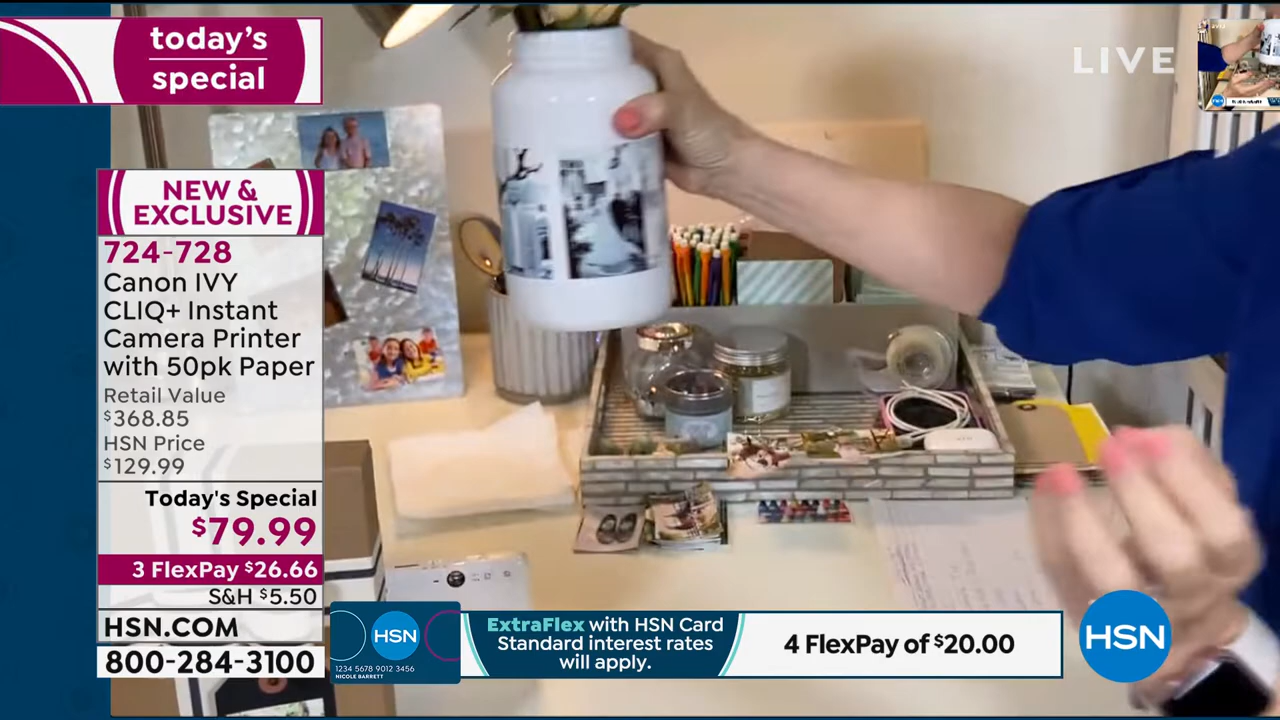 today's
special
LIVE
NEW &
EXCLUSIVE
724-728
Canon IVY
CLIQ+ Instant
Camera Printer
with 50pk Paper
Retail Value
$368.85
HSN Price
$129.99
Today's Special
$79.99
3 FlexPay $26.66
S&H $5.50
HSN.COM
800-284-3100
HSN
1234 5678 9012 3456
NICOLE BARRETT
ExtraFlex with HSN Card
Standard interest rates
will apply.
4 FlexPay of $20.00
HSN